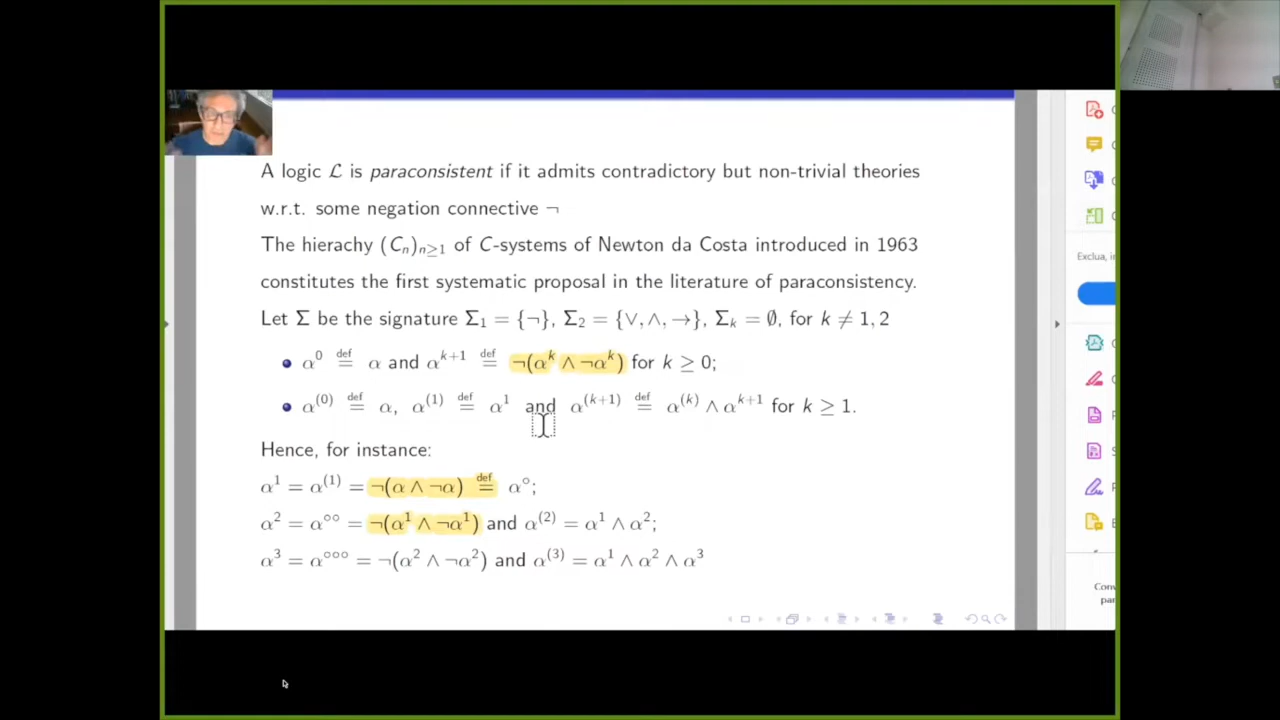 A logic ℒ is paraconsistent if it admits contradictory but non-trivial theories
w.r.t. some negation connective ¬
The hierachy (Cₙ)ₙ≥₁ of C-systems of Newton da Costa introduced in 1963
constitutes the first systematic proposal in the literature of paraconsistency.
Let Σ be the signature Σ₁ = {¬}, Σ₂ = {∨, ∧, →}, Σₖ = ∅, for k ≠ 1, 2
α⁰ ≝ α and αᵏ⁺¹ ≝ ¬(αᵏ ∧ ¬αᵏ) for k ≥ 0;
α⁽⁰⁾ ≝ α, α⁽¹⁾ ≝ α¹ and α⁽ᵏ⁺¹⁾ ≝ α⁽ᵏ⁾ ∧ αᵏ⁺¹ for k ≥ 1.
Hence, for instance:
α¹ = α⁽¹⁾ = ¬(α ∧ ¬α) ≝ α°;
α² = α°° = ¬(α¹ ∧ ¬α¹) and α⁽²⁾ = α¹ ∧ α²;
α³ = α°°° = ¬(α² ∧ ¬α²) and α⁽³⁾ = α¹ ∧ α² ∧ α³
Exclua, in
Conv
par